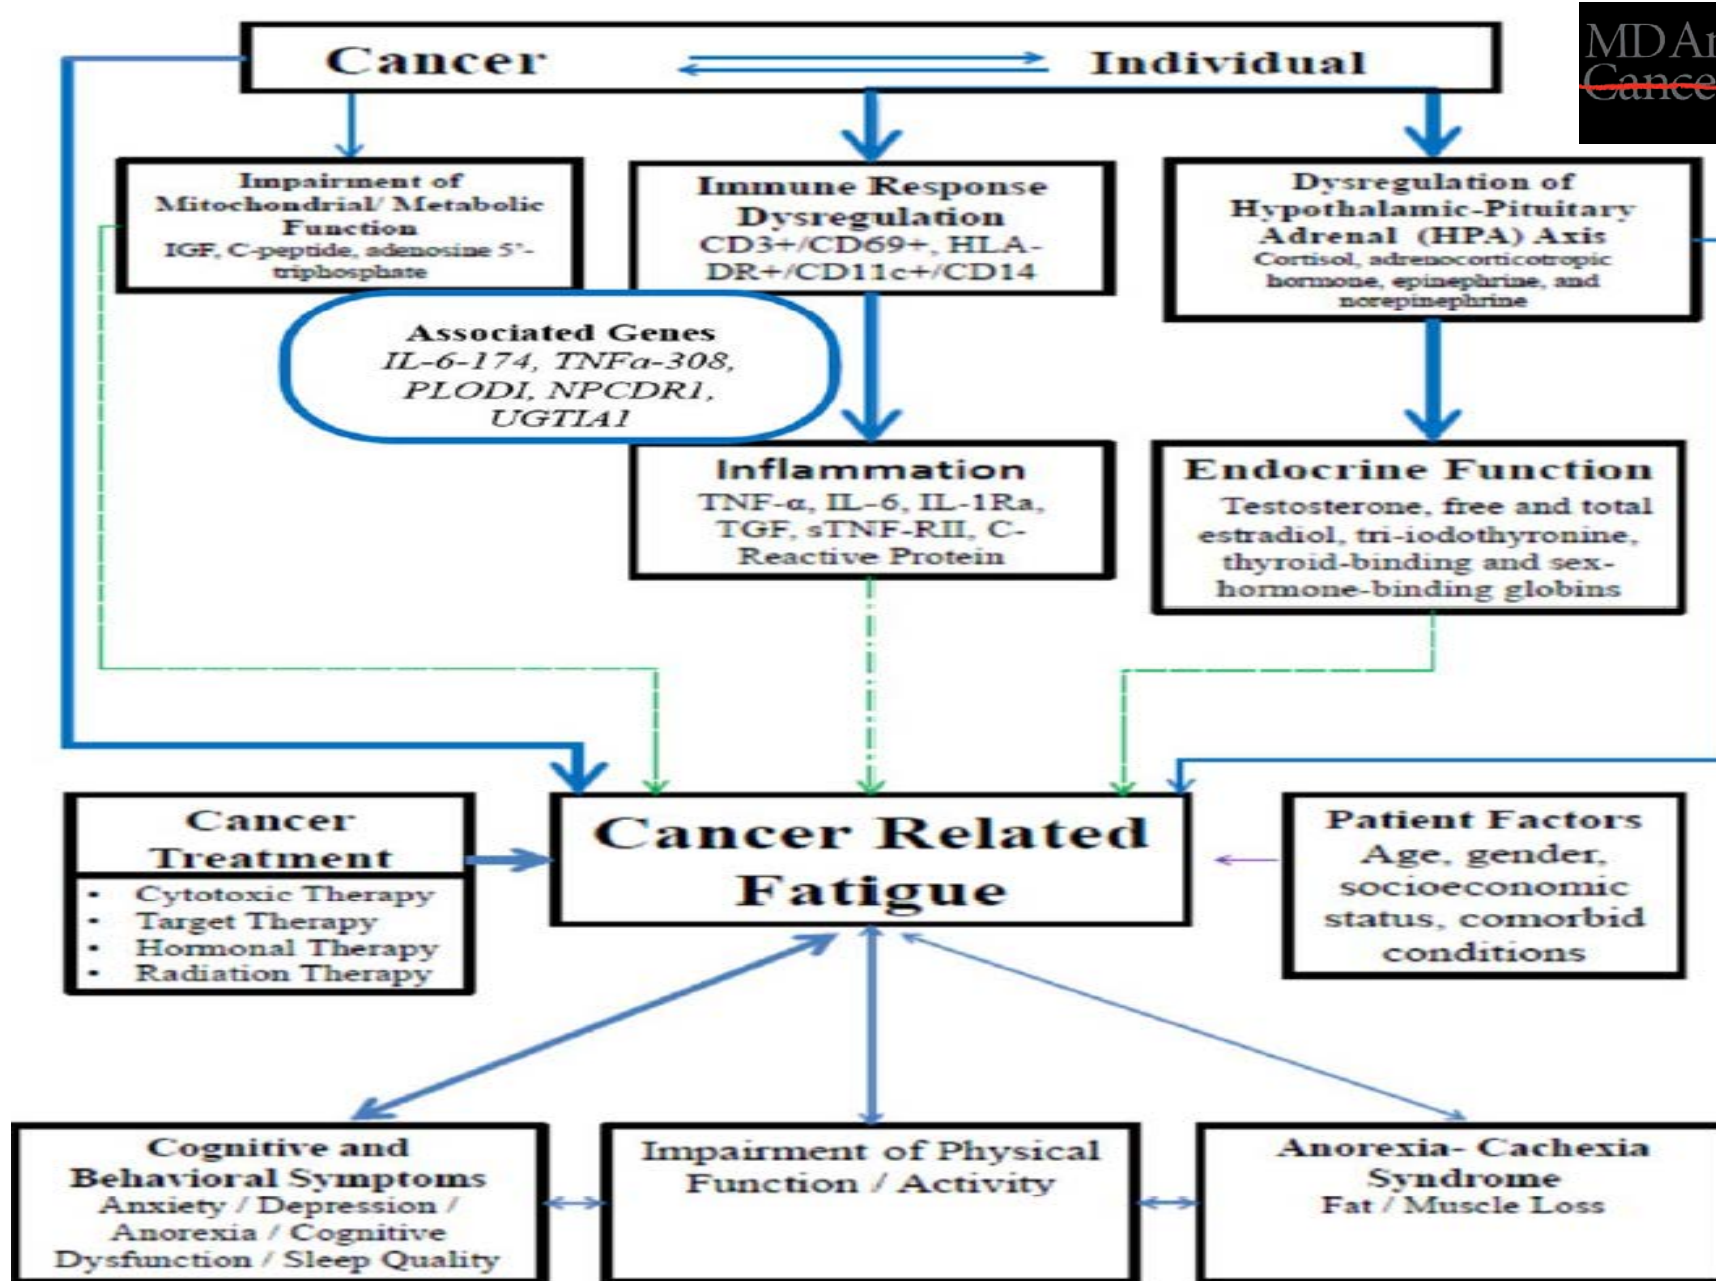 Cancer
Individual
MD An
Cance
Impairment of
Mitochondrial/ Metabolic
Function
IGF, C-peptide, adenosine 5'-
triphosphate
Immune Response
Dysregulation
CD3+/CD69+, HLA-
DR+/CD11c+/CD14
Dysregulation of
Hypothalamic-Pituitary
Adrenal (HPA) Axis
Cortisol, adrenocorticotropic
hormone, epinephrine, and
norepinephrine
Associated Genes
IL-6-174, TNFα-308,
PLODI, NPCDR1,
UGTIA1
Inflammation
TNF-α, IL-6, IL-1Ra,
TGF, sTNF-RII, C-
Reactive Protein
Endocrine Function
Testosterone, free and total
estradiol, tri-iodothyronine,
thyroid-binding and sex-
hormone-binding globins
Cancer
Treatment
• Cytotoxic Therapy
• Target Therapy
• Hormonal Therapy
• Radiation Therapy
Cancer Related
Fatigue
Patient Factors
Age, gender,
socioeconomic
status, comorbid
conditions
Cognitive and
Behavioral Symptoms
Anxiety / Depression /
Anorexia / Cognitive
Dysfunction / Sleep Quality
Impairment of Physical
Function / Activity
Anorexia- Cachexia
Syndrome
Fat / Muscle Loss